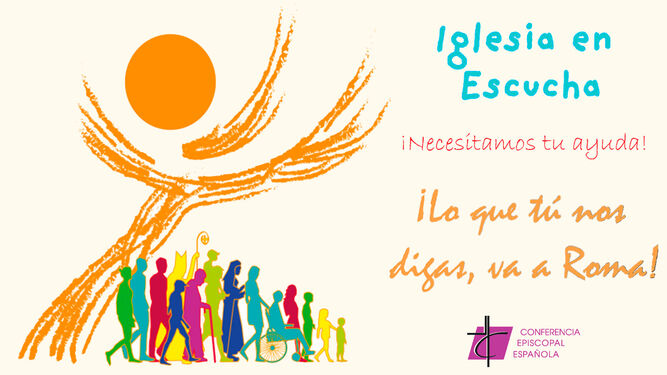 Iglesia en
Escucha
¡Necesitamos tu ayuda!
¡Lo que tú nos
digas, va a Roma!
CONFERENCIA
EPISCOPAL
ESPAÑOLA